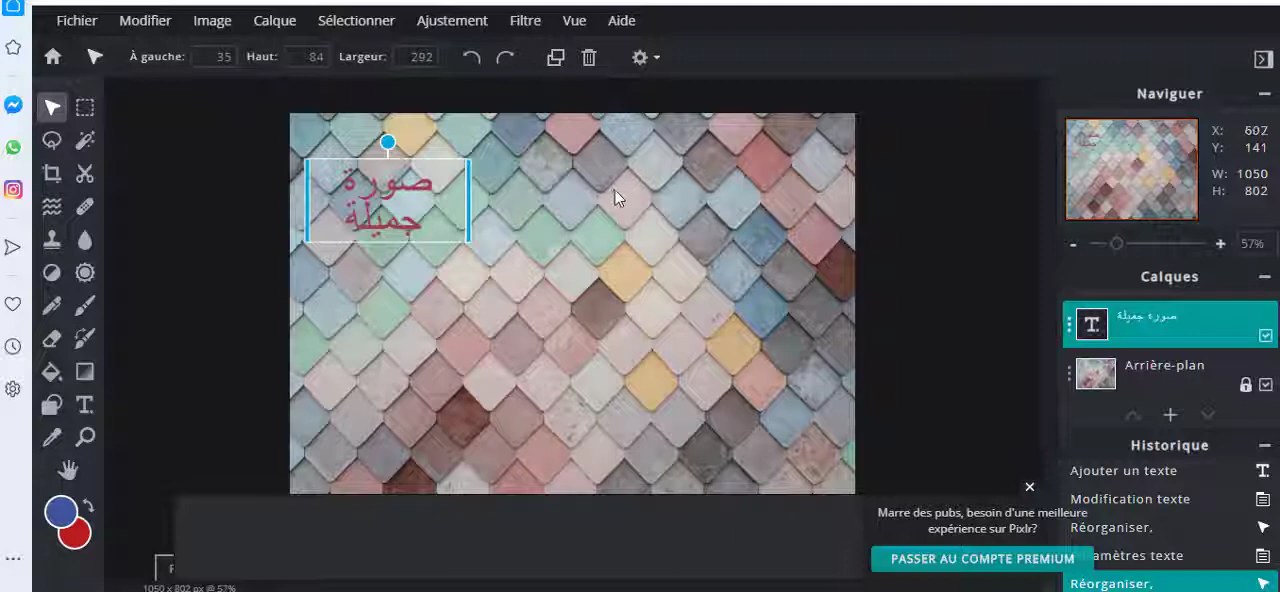 Fichier Modifier Image Calque Sélectionner Ajustement Filtre Vue Aide
À gauche: 35 Haut: 84 Largeur: 292
Naviguer
X: 602
Y: 141
W: 1050
H: 802
57%
صورة
جميلة
Calques
صورة جميلة
Arrière-plan
Historique
Ajouter un texte
Modification texte
Réorganiser,
amètres texte
Réorganiser,
Marre des pubs, besoin d'une meilleure
expérience sur Pixlr?
PASSER AU COMPTE PREMIUM
1050 x 802 px @ 57%